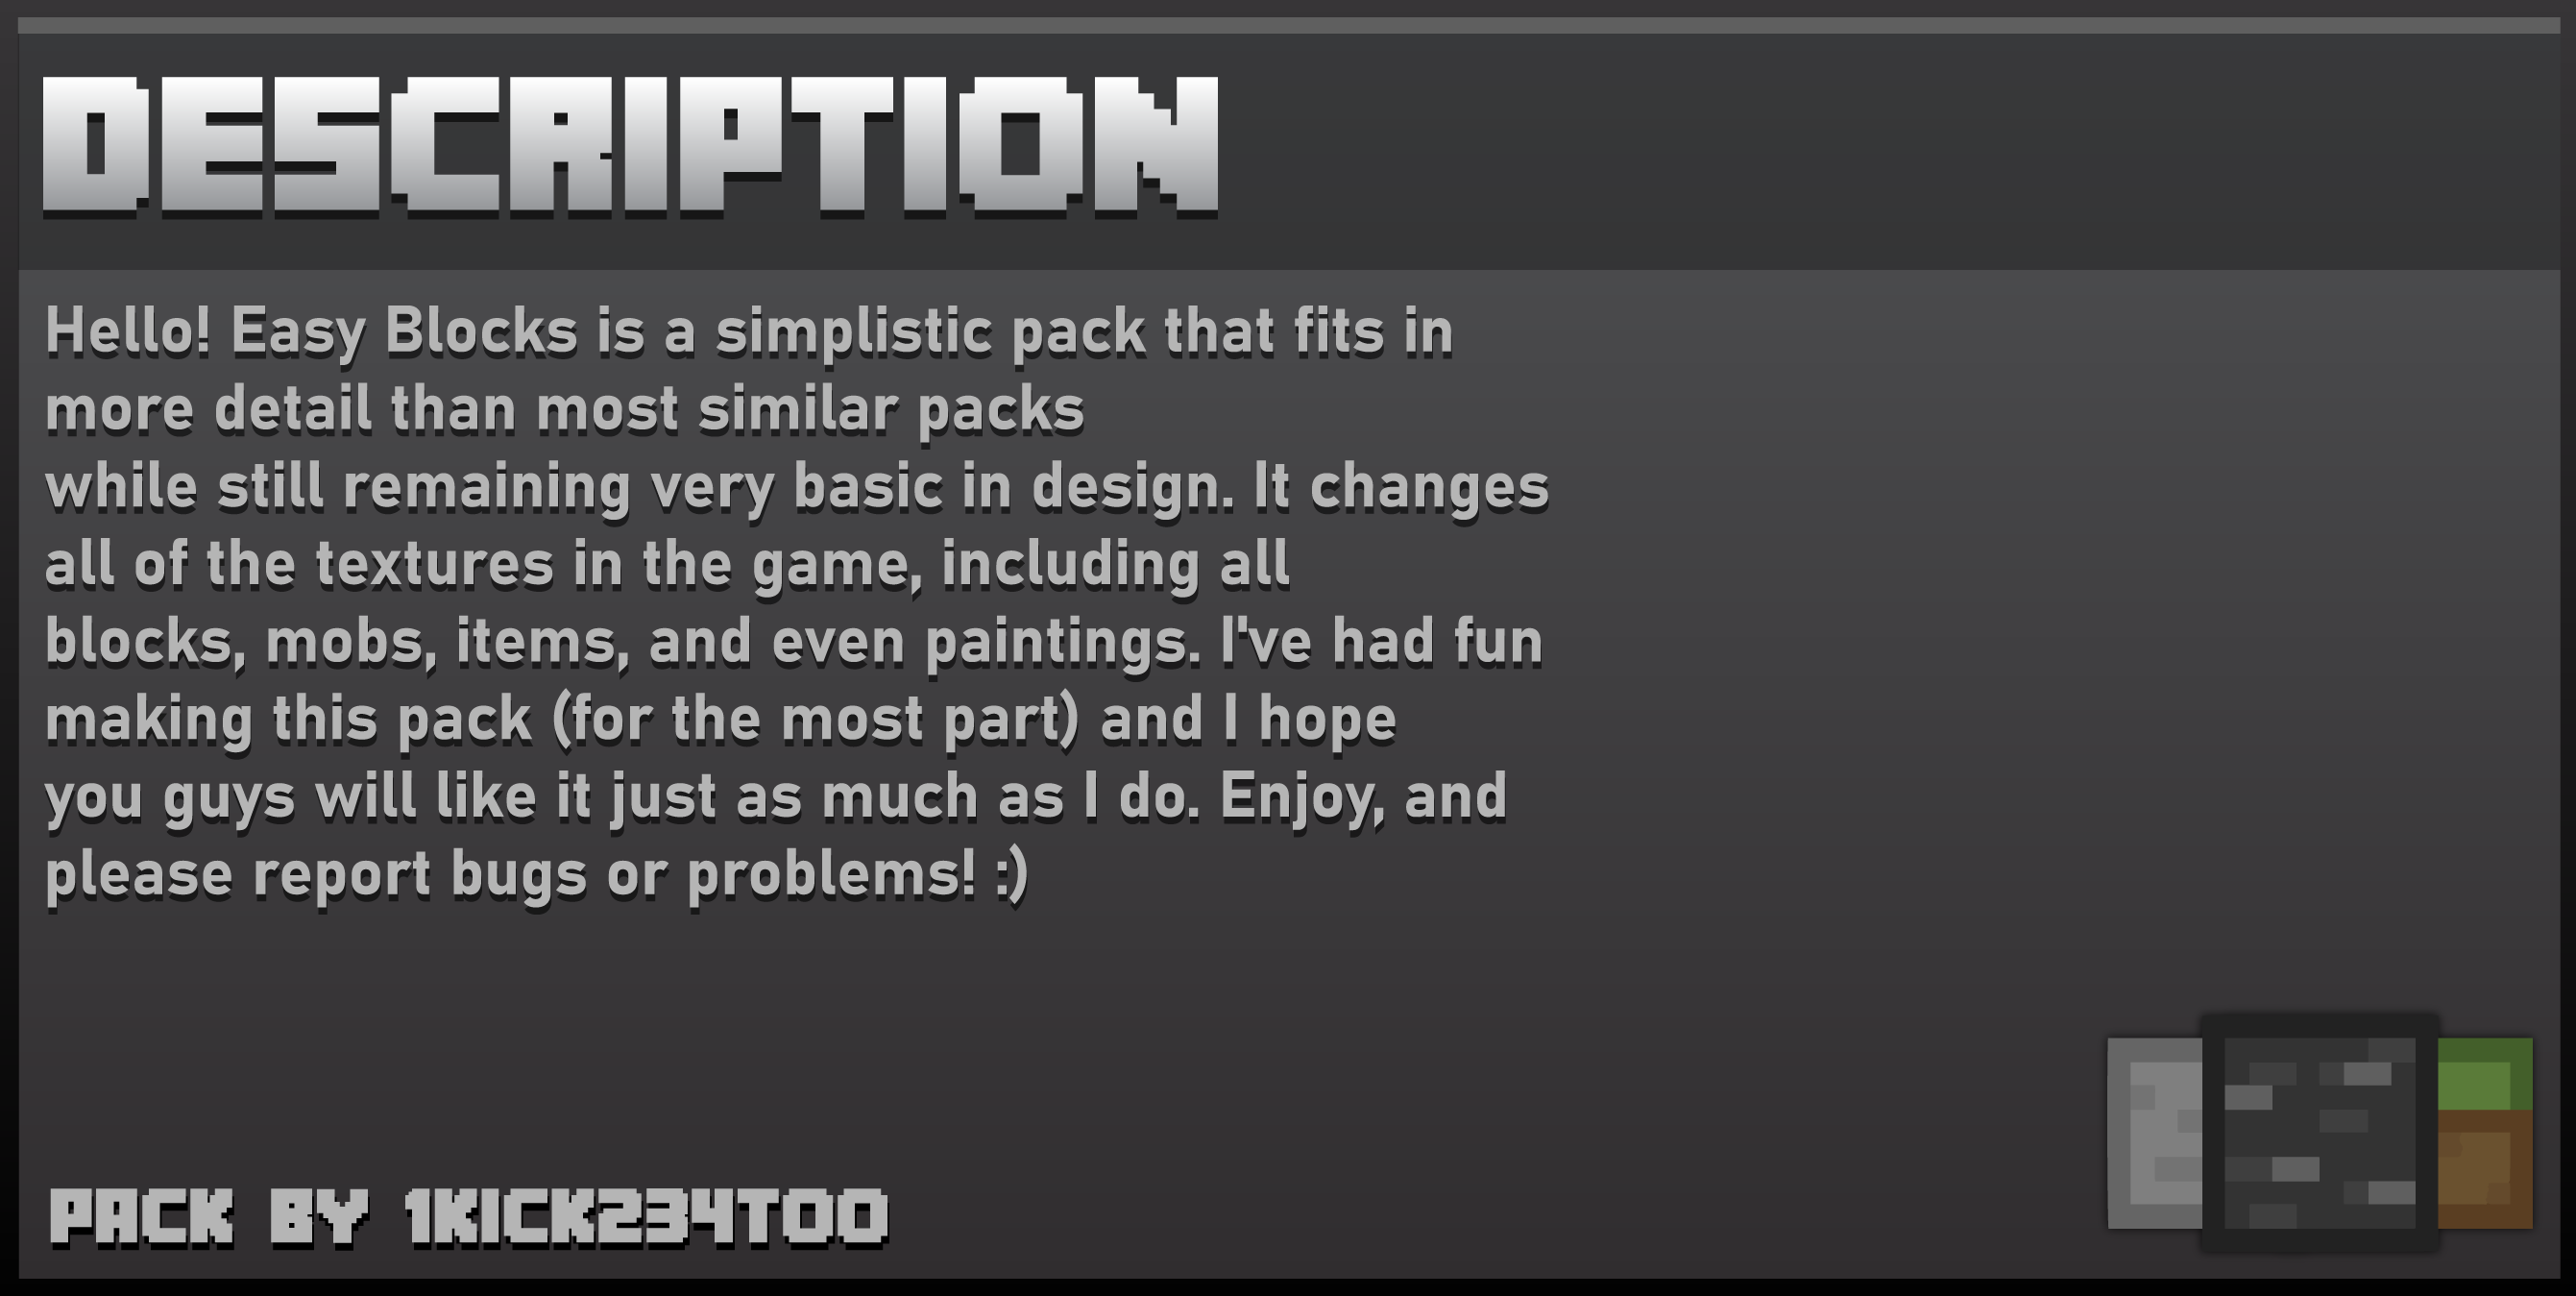 DESCRIPTION
Hello! Easy Blocks is a simplistic pack that fits in
more detail than most similar packs
while still remaining very basic in design. It changes
all of the textures in the game, including all
blocks, mobs, items, and even paintings. I've had fun
making this pack (for the most part) and I hope
you guys will like it just as much as I do. Enjoy, and
please report bugs or problems! :)
PACK BY 1KICK234TOO